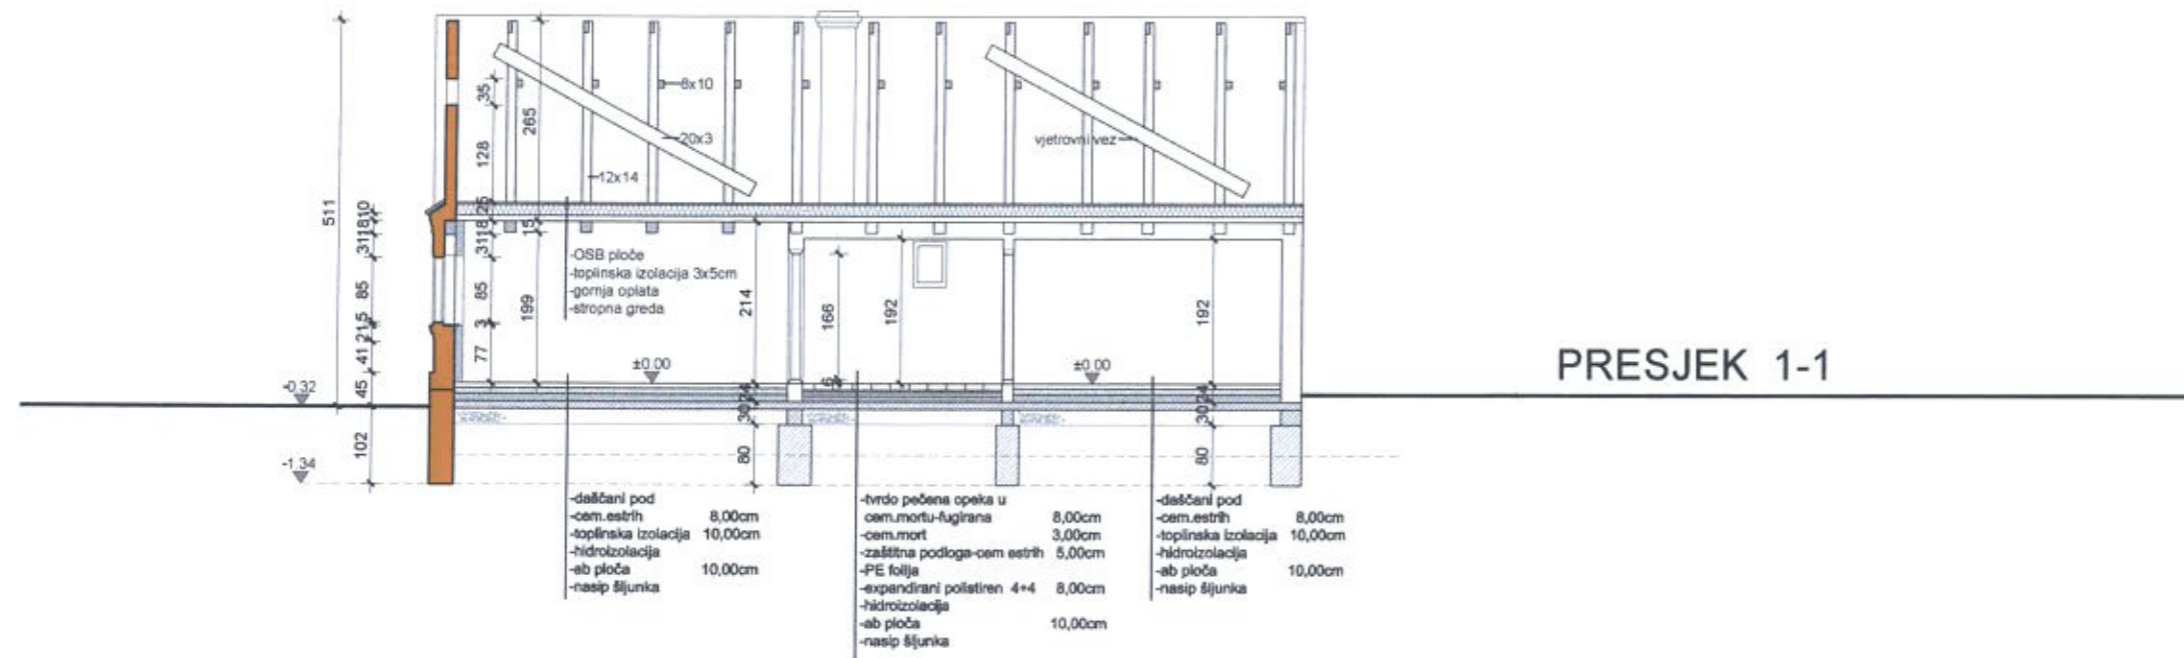 8x10
20x3
12x14
vjetrovni vez
35
265
128
511
25
10
18
31
85
15
2
41
45
102
18
31
85
3
77
15
199
-OSB ploče
-toplinska izolacija 3x5cm
-gornja oplata
-stropna greda
214
166
192
192
±0.00
±0.00
-0.32
-1.34
24
30
80
24
30
80
PRESJEK 1-1
-daščani pod
-cem.estrih 8,00cm
-toplinska izolacija 10,00cm
-hidroizolacija
-ab ploča 10,00cm
-nasip šljunka
-tvrdo pečena opeka u
cem.mortu-fugirana 8,00cm
-cem.mort 3,00cm
-zaštitna podloga-cem estrih 5,00cm
-PE folija
-expandirani polistiren 4+4 8,00cm
-hidroizolacija
-ab ploča 10,00cm
-nasip šljunka
-daščani pod
-cem.estrih 8,00cm
-toplinska izolacija 10,00cm
-hidroizolacija
-ab ploča 10,00cm
-nasip šljunka